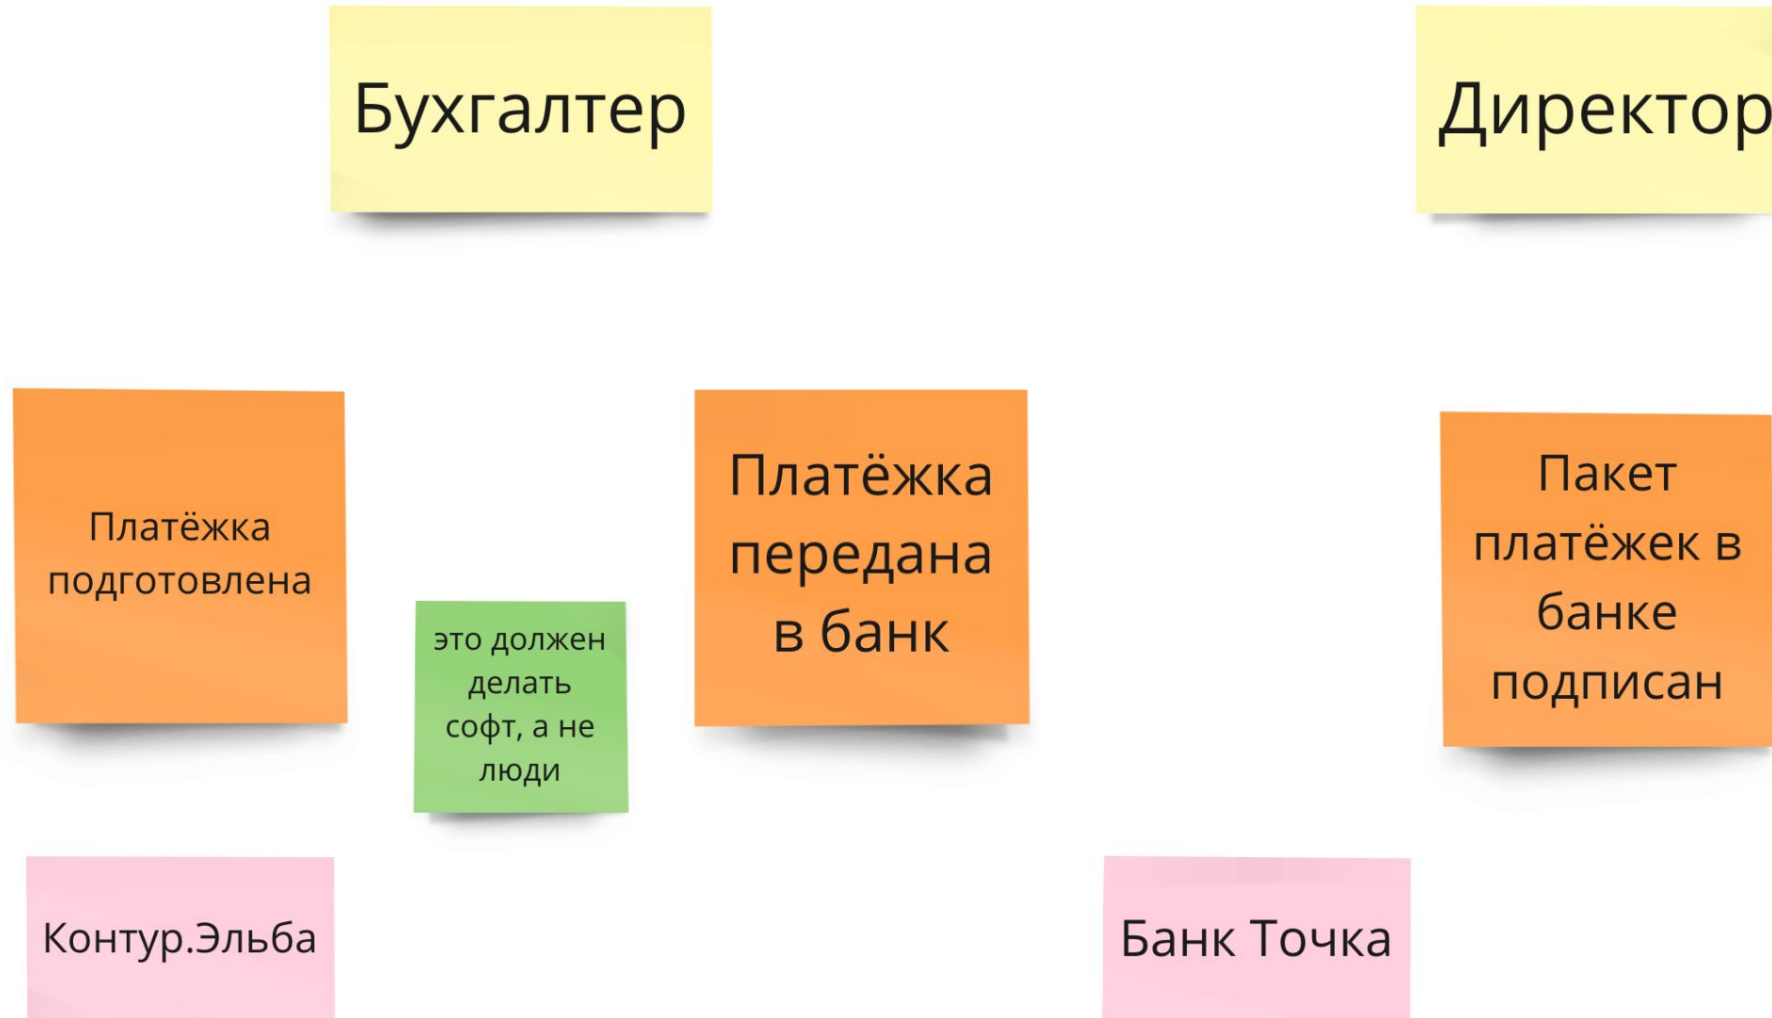 Бухгалтер
Директор
Платёжка
подготовлена
это должен
делать
софт, а не
люди
Платёжка
передана
в банк
Пакет
платёжек в
банке
подписан
Контур.Эльба
Банк Точка